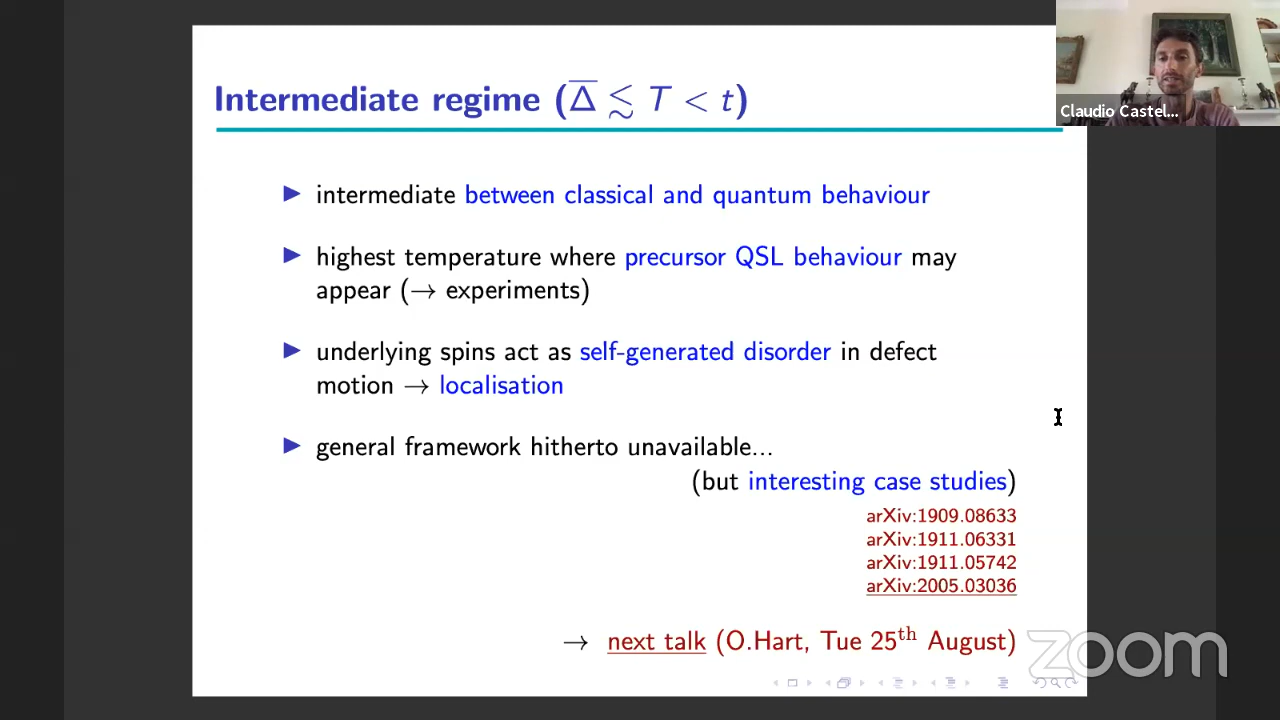 Intermediate regime (Δ̅ ≲ T < t)
Claudio Castel...
▶ intermediate between classical and quantum behaviour
▶ highest temperature where precursor QSL behaviour may
appear (→ experiments)
▶ underlying spins act as self-generated disorder in defect
motion → localisation
▶ general framework hitherto unavailable...
(but interesting case studies)
arXiv:1909.08633
arXiv:1911.06331
arXiv:1911.05742
arXiv:2005.03036
→ next talk (O.Hart, Tue 25th August)
zoom